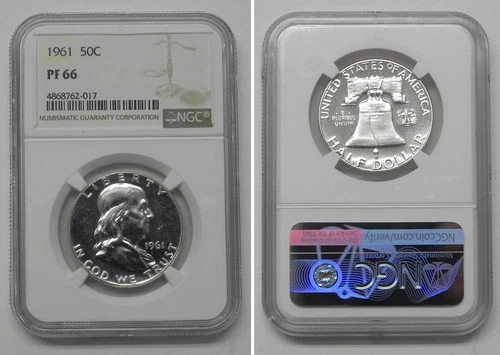 1961 50C
PF 66
4868762-017
NUMISMATIC GUARANTY CORPORATION
NGC®
LIBERTY
1961
IN GOD WE TRUST
UNITED STATES OF AMERICA
E PLURIBUS
UNUM
HALF DOLLAR
NGCcoin.com/verify
NGC